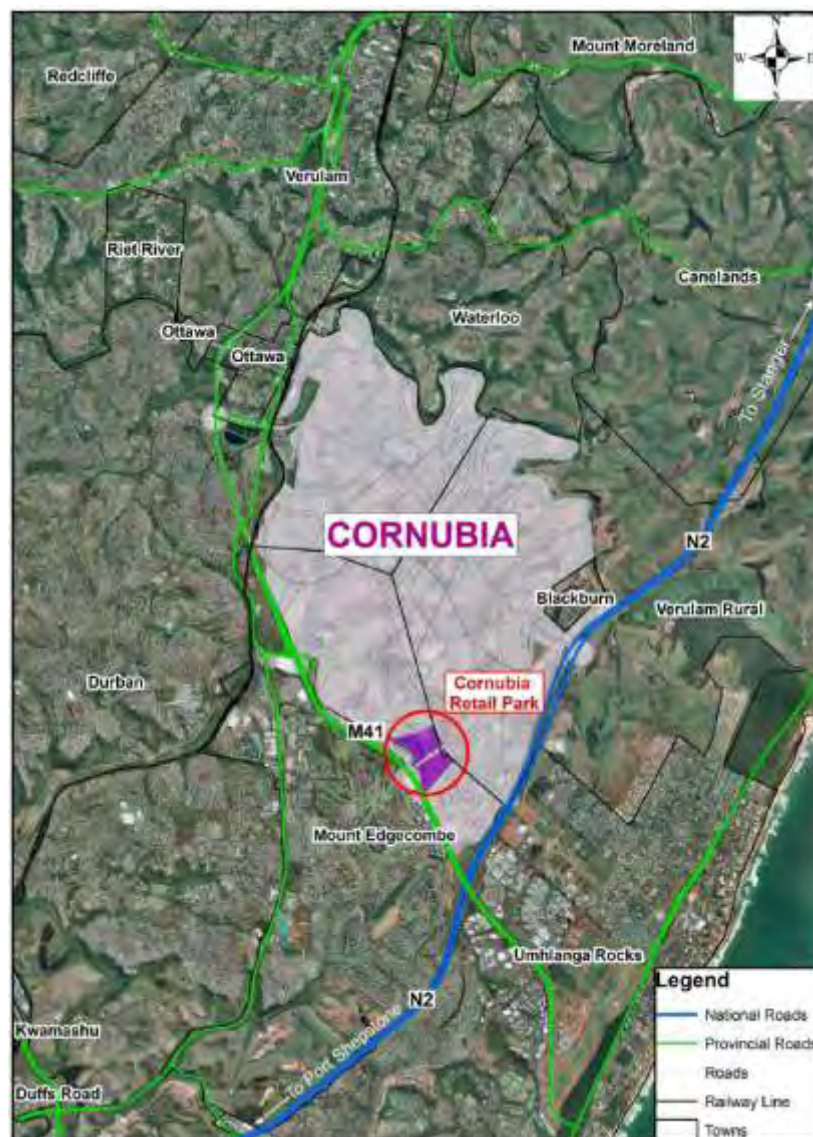 N
W
E
S
Mount Moreland
Redcliffe
Verulam
Riet River
Canelands
Waterloo
Ottawa
Ottawa
To Stanger
CORNUBIA
N2
Blackburn
Verulam Rural
Durban
Cornubia
Retail Park
M41
Mount Edgecombe
Umhlanga Rocks
N2
To Port Shepstone
Kwamashu
Duffs Road
Legend
National Roads
Provincial Roads
Roads
Railway Line
Towns